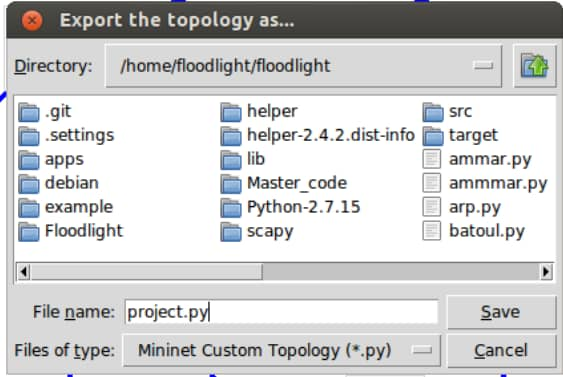 Export the topology as...
Directory: /home/floodlight/floodlight
.git helper src
.settings helper-2.4.2.dist-info target
apps lib ammar.py
debian Master_code ammmar.py
example Python-2.7.15 arp.py
Floodlight scapy batoul.py
File name: project.py Save
Files of type: Mininet Custom Topology (*.py) Cancel